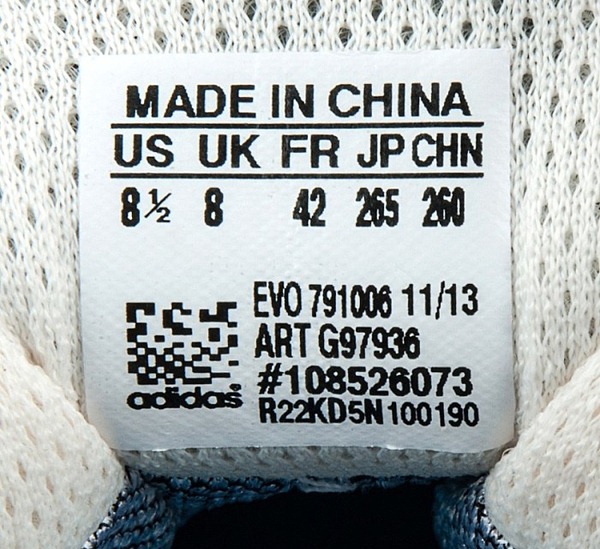 MADE IN CHINA
US UK FR JP CHN
8½ 8 42 265 260
EVO 791006 11/13
ART G97936
#108526073
adidas®
R22KD5N100190